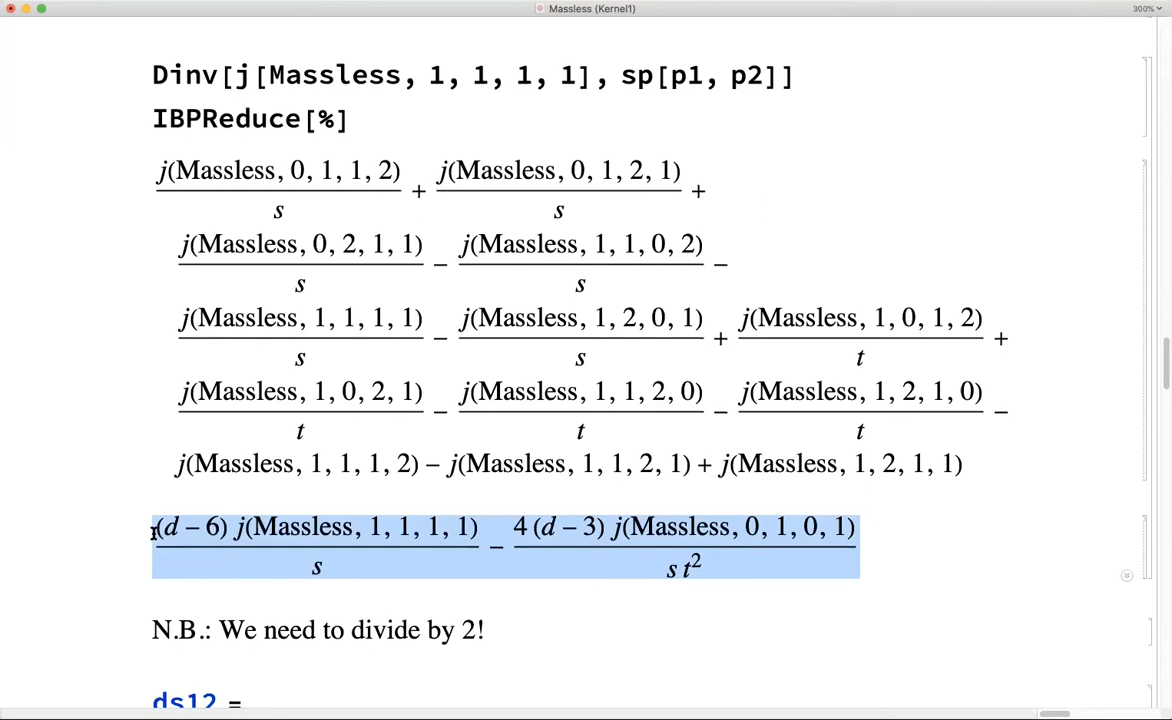 Massless (Kernel1)
300%
Dinv[j[Massless, 1, 1, 1, 1], sp[p1, p2]]
IBPReduce[%]
j(Massless, 0, 1, 1, 2)/s + j(Massless, 0, 1, 2, 1)/s +
j(Massless, 0, 2, 1, 1)/s − j(Massless, 1, 1, 0, 2)/s −
j(Massless, 1, 1, 1, 1)/s − j(Massless, 1, 2, 0, 1)/s + j(Massless, 1, 0, 1, 2)/t +
j(Massless, 1, 0, 2, 1)/t − j(Massless, 1, 1, 2, 0)/t − j(Massless, 1, 2, 1, 0)/t −
j(Massless, 1, 1, 1, 2) − j(Massless, 1, 1, 2, 1) + j(Massless, 1, 2, 1, 1)
(d − 6) j(Massless, 1, 1, 1, 1)/s − 4 (d − 3) j(Massless, 0, 1, 0, 1)/s t²
N.B.: We need to divide by 2!
ds12 =